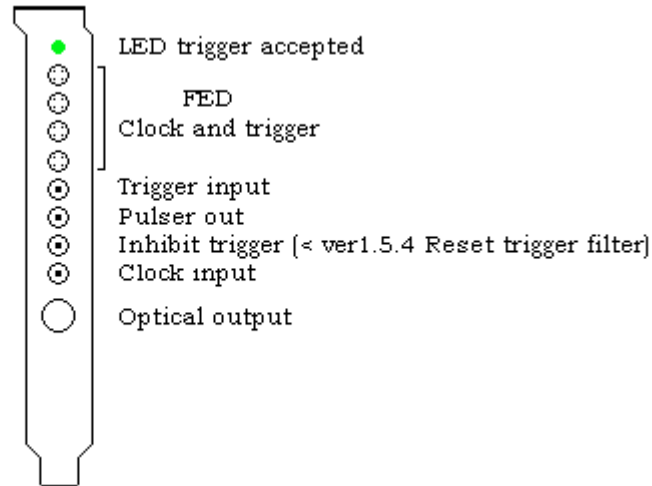 LED trigger accepted
FED
Clock and trigger
Trigger input
Pulser out
Inhibit trigger (< ver1.5.4 Reset trigger filter)
Clock input
Optical output